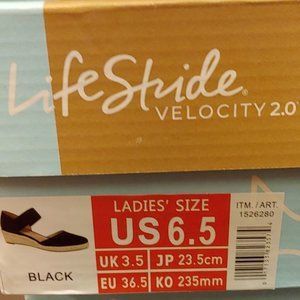 LifeStride®
VELOCITY 2.0
LADIES' SIZE
US 6.5
UK 3.5 JP 23.5cm
EU 36.5 KO 235mm
ITM. / ART.
1526280
BLACK